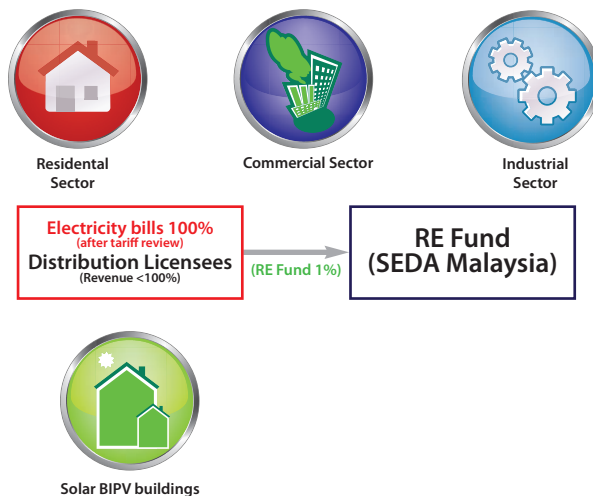 Residental
Sector
Commercial Sector
Industrial
Sector
Electricity bills 100%
(after tariff review)
Distribution Licensees
(Revenue <100%)
(RE Fund 1%)
RE Fund
(SEDA Malaysia)
Solar BIPV buildings